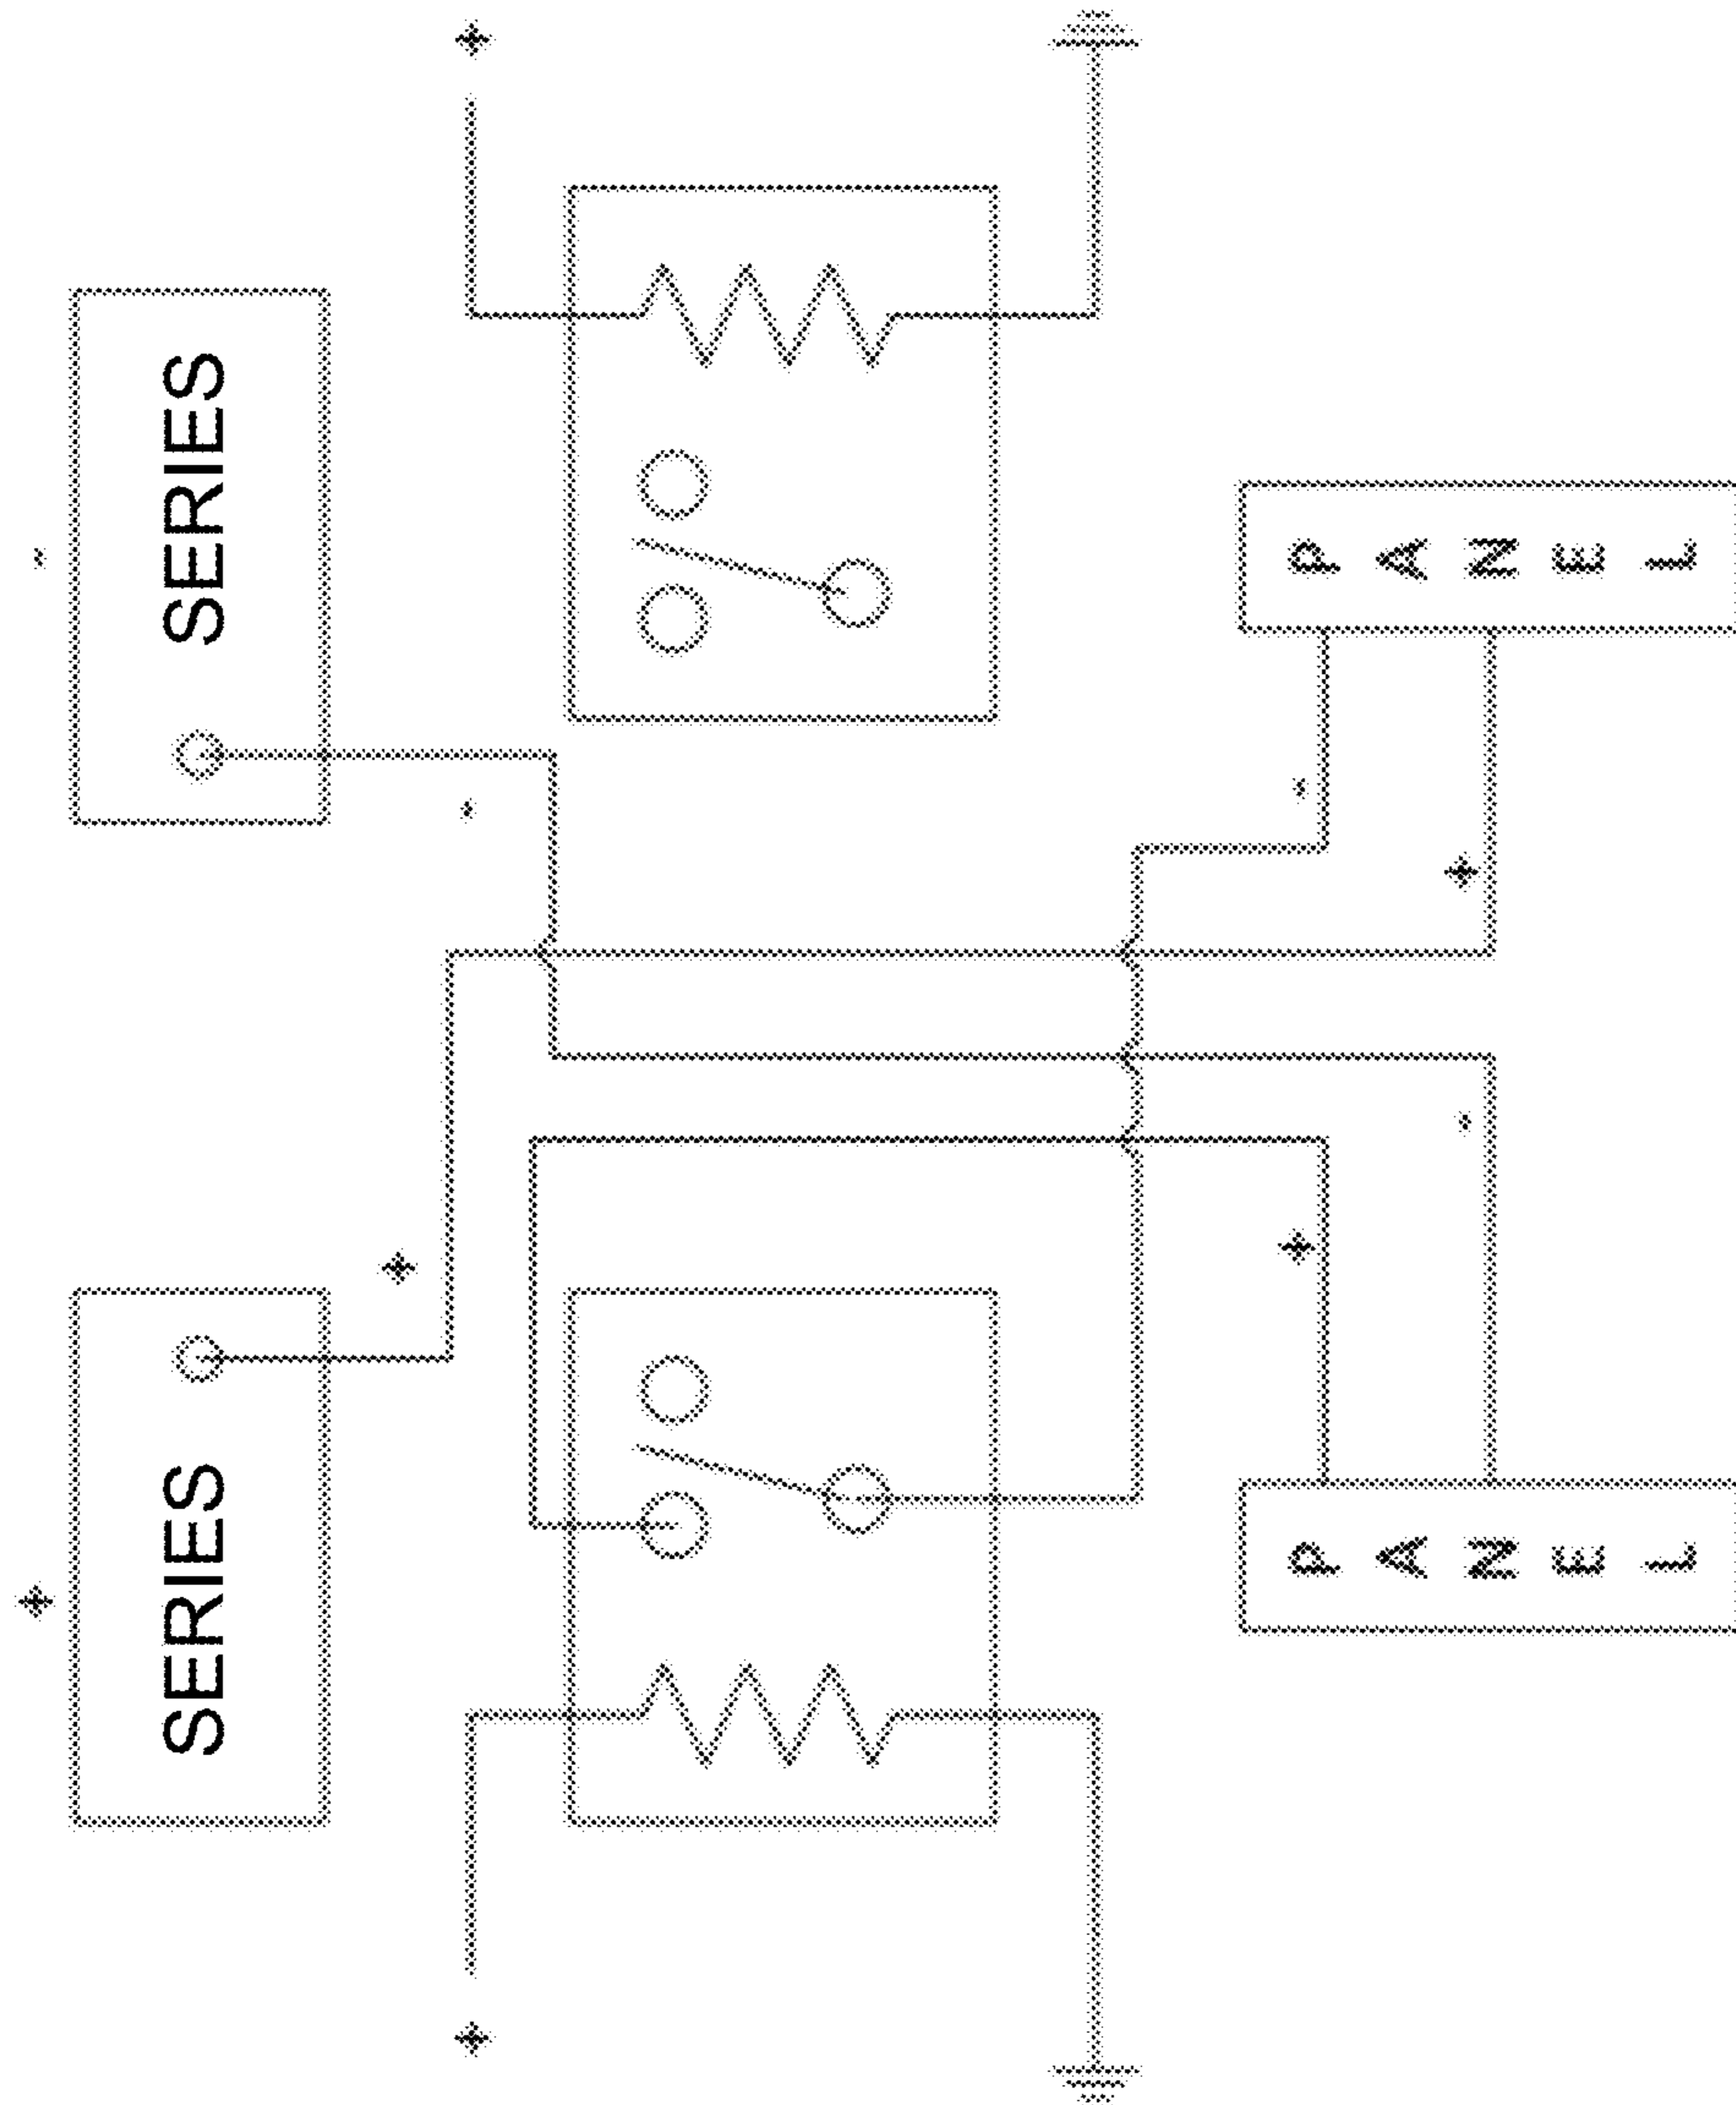 +
-
SERIES
-
PANEL
-
+
-
+
+
SERIES
+
PANEL
+